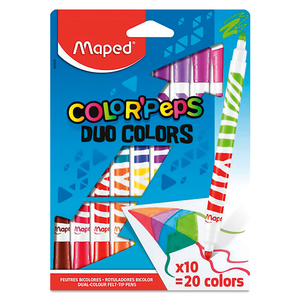 Maped
COLOR'PEPS
DUO COLORS
x10
=20 colors
FEUTRES BICOLORES - ROTULADORES BICOLOR
DUAL-COLOUR FELT-TIP PENS